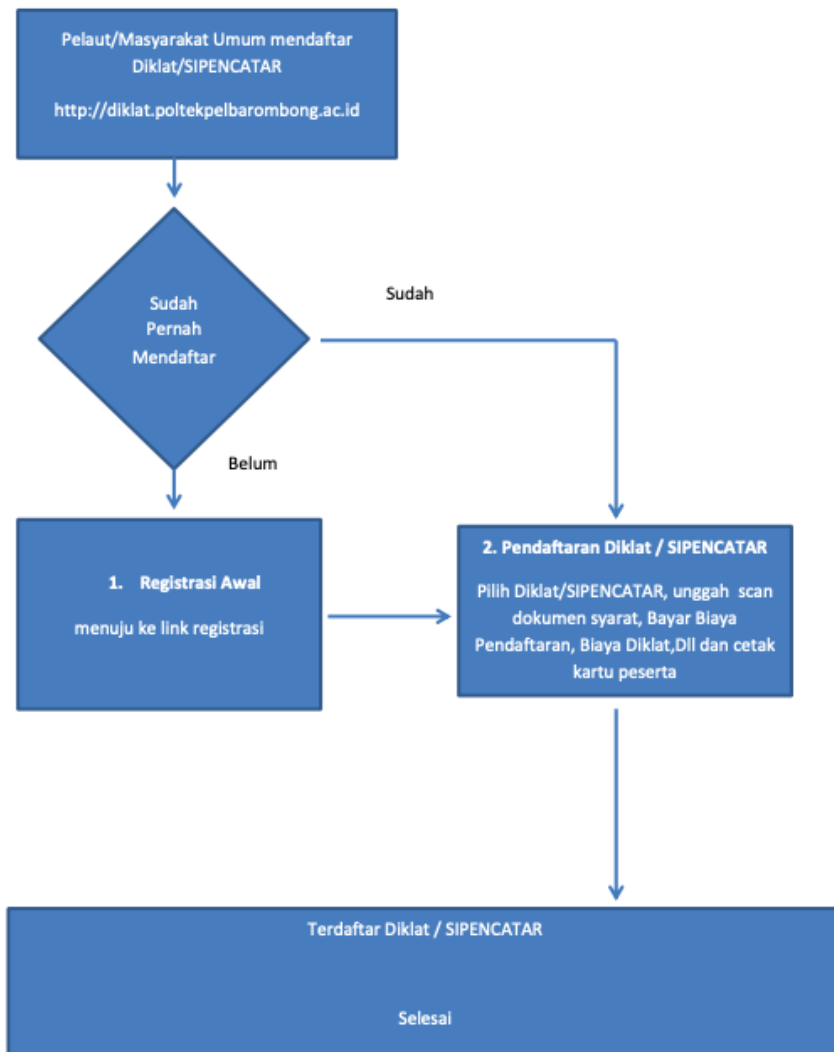 Pelaut/Masyarakat Umum mendaftar
Diklat/SIPENCATAR
http://diklat.poltekpelbarombong.ac.id
Sudah
Pernah
Mendaftar
Sudah
Belum
1. Registrasi Awal
menuju ke link registrasi
2. Pendaftaran Diklat / SIPENCATAR
Pilih Diklat/SIPENCATAR, unggah scan
dokumen syarat, Bayar Biaya
Pendaftaran, Biaya Diklat,Dll dan cetak
kartu peserta
Terdaftar Diklat / SIPENCATAR
Selesai